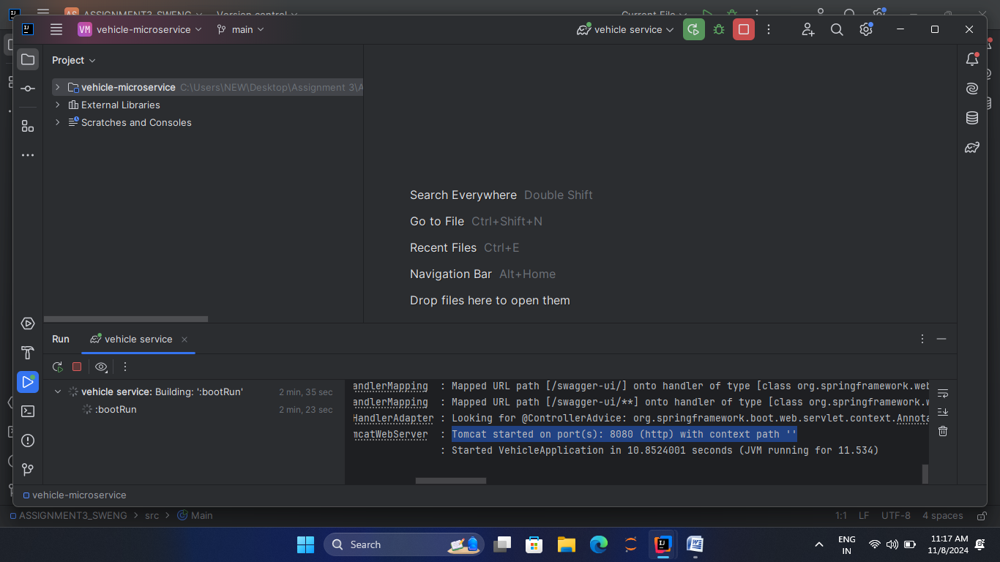 AS ASSIGNMENT3_SWENG Version control Current File
VM vehicle-microservice main vehicle service
Project
vehicle-microservice C:\Users\NEW\Desktop\Assignment 3\A
External Libraries
Scratches and Consoles
Search Everywhere Double Shift
Go to File Ctrl+Shift+N
Recent Files Ctrl+E
Navigation Bar Alt+Home
Drop files here to open them
Run vehicle service
vehicle service: Building: ':bootRun' 2 min, 35 sec
:bootRun 2 min, 23 sec
andlerMapping : Mapped URL path [/swagger-ui/] onto handler of type [class org.springframework.web
andlerMapping : Mapped URL path [/swagger-ui/**] onto handler of type [class org.springframework.w
HandlerAdapter : Looking for @ControllerAdvice: org.springframework.boot.web.servlet.context.Annota
mcatWebServer : Tomcat started on port(s): 8080 (http) with context path ''
: Started VehicleApplication in 10.8524001 seconds (JVM running for 11.534)
vehicle-microservice
ASSIGNMENT3_SWENG > src > Main 1:1 LF UTF-8 4 spaces
Search
ENG
IN
11:17 AM
11/8/2024